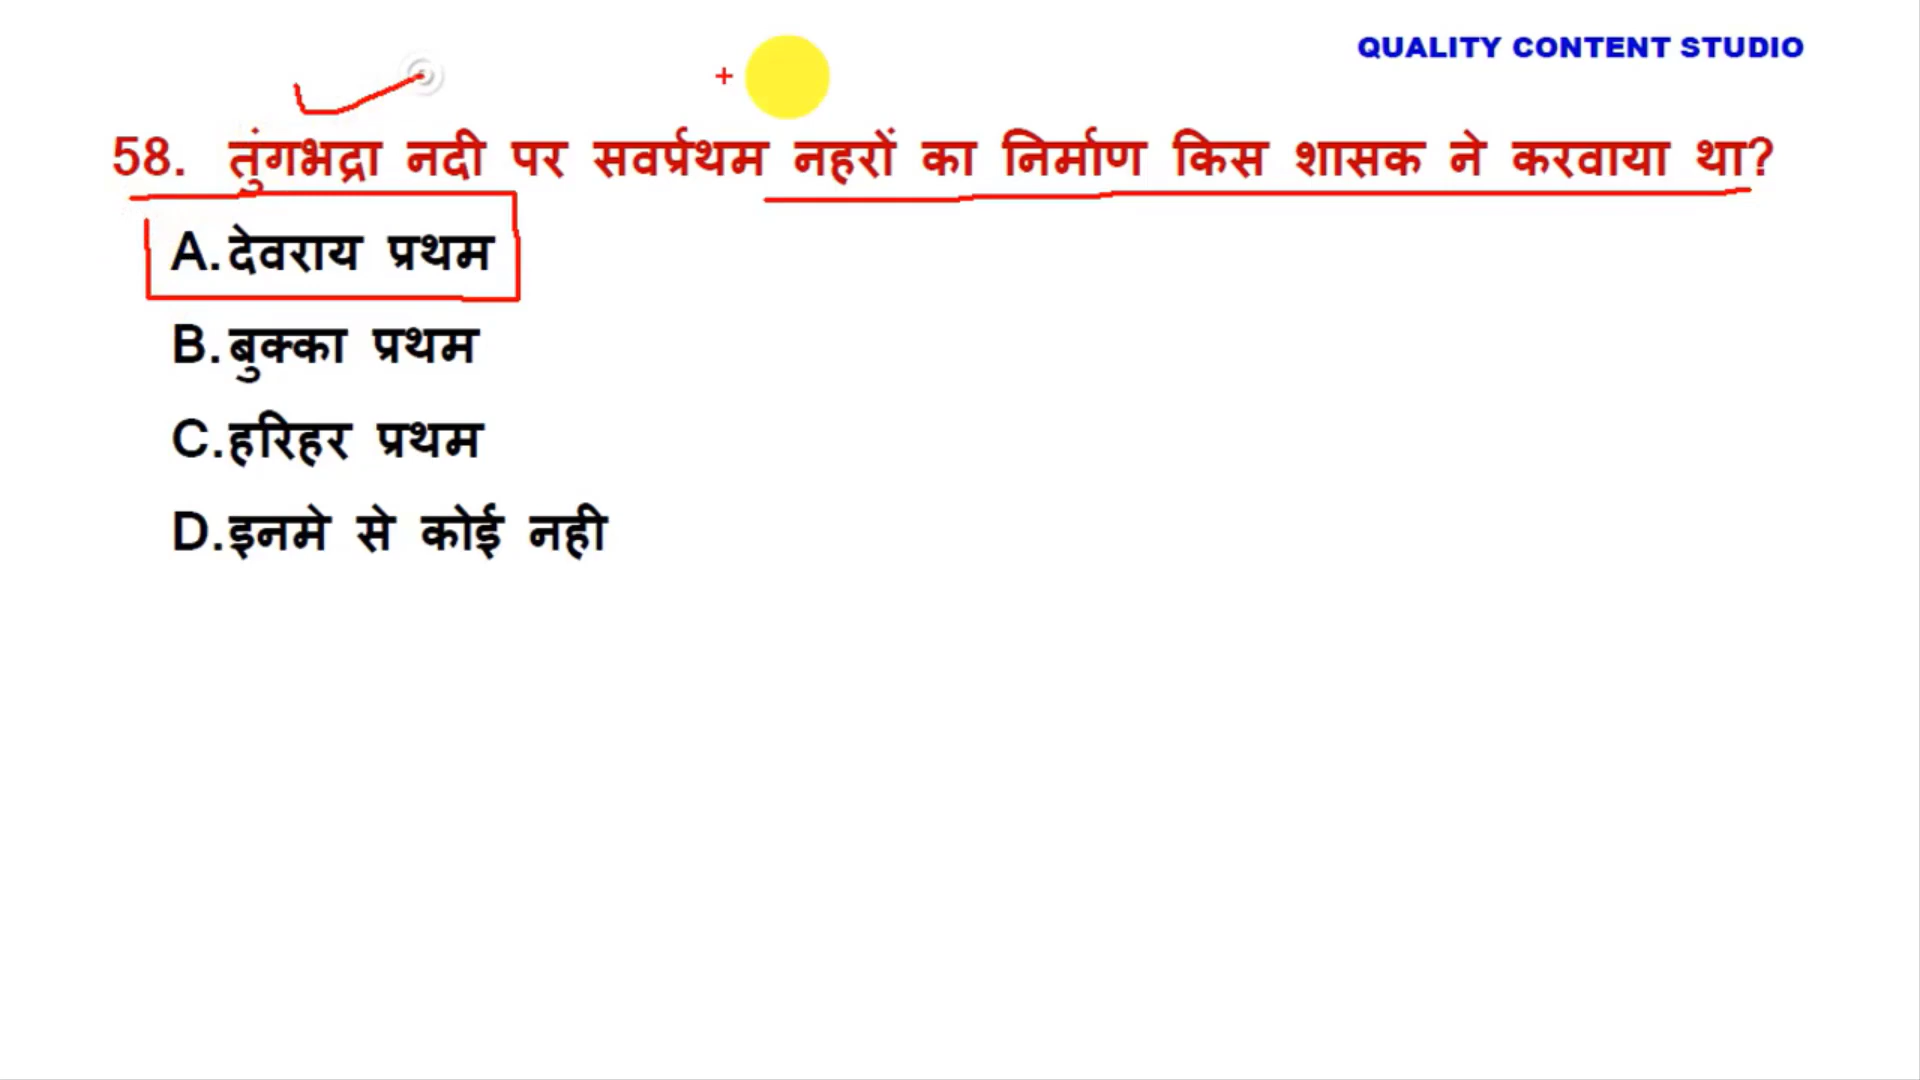 QUALITY CONTENT STUDIO
58. तुंगभद्रा नदी पर सवर्प्रथम नहरों का निर्माण किस शासक ने करवाया था?
A. देवराय प्रथम
B. बुक्का प्रथम
C. हरिहर प्रथम
D. इनमे से कोई नही